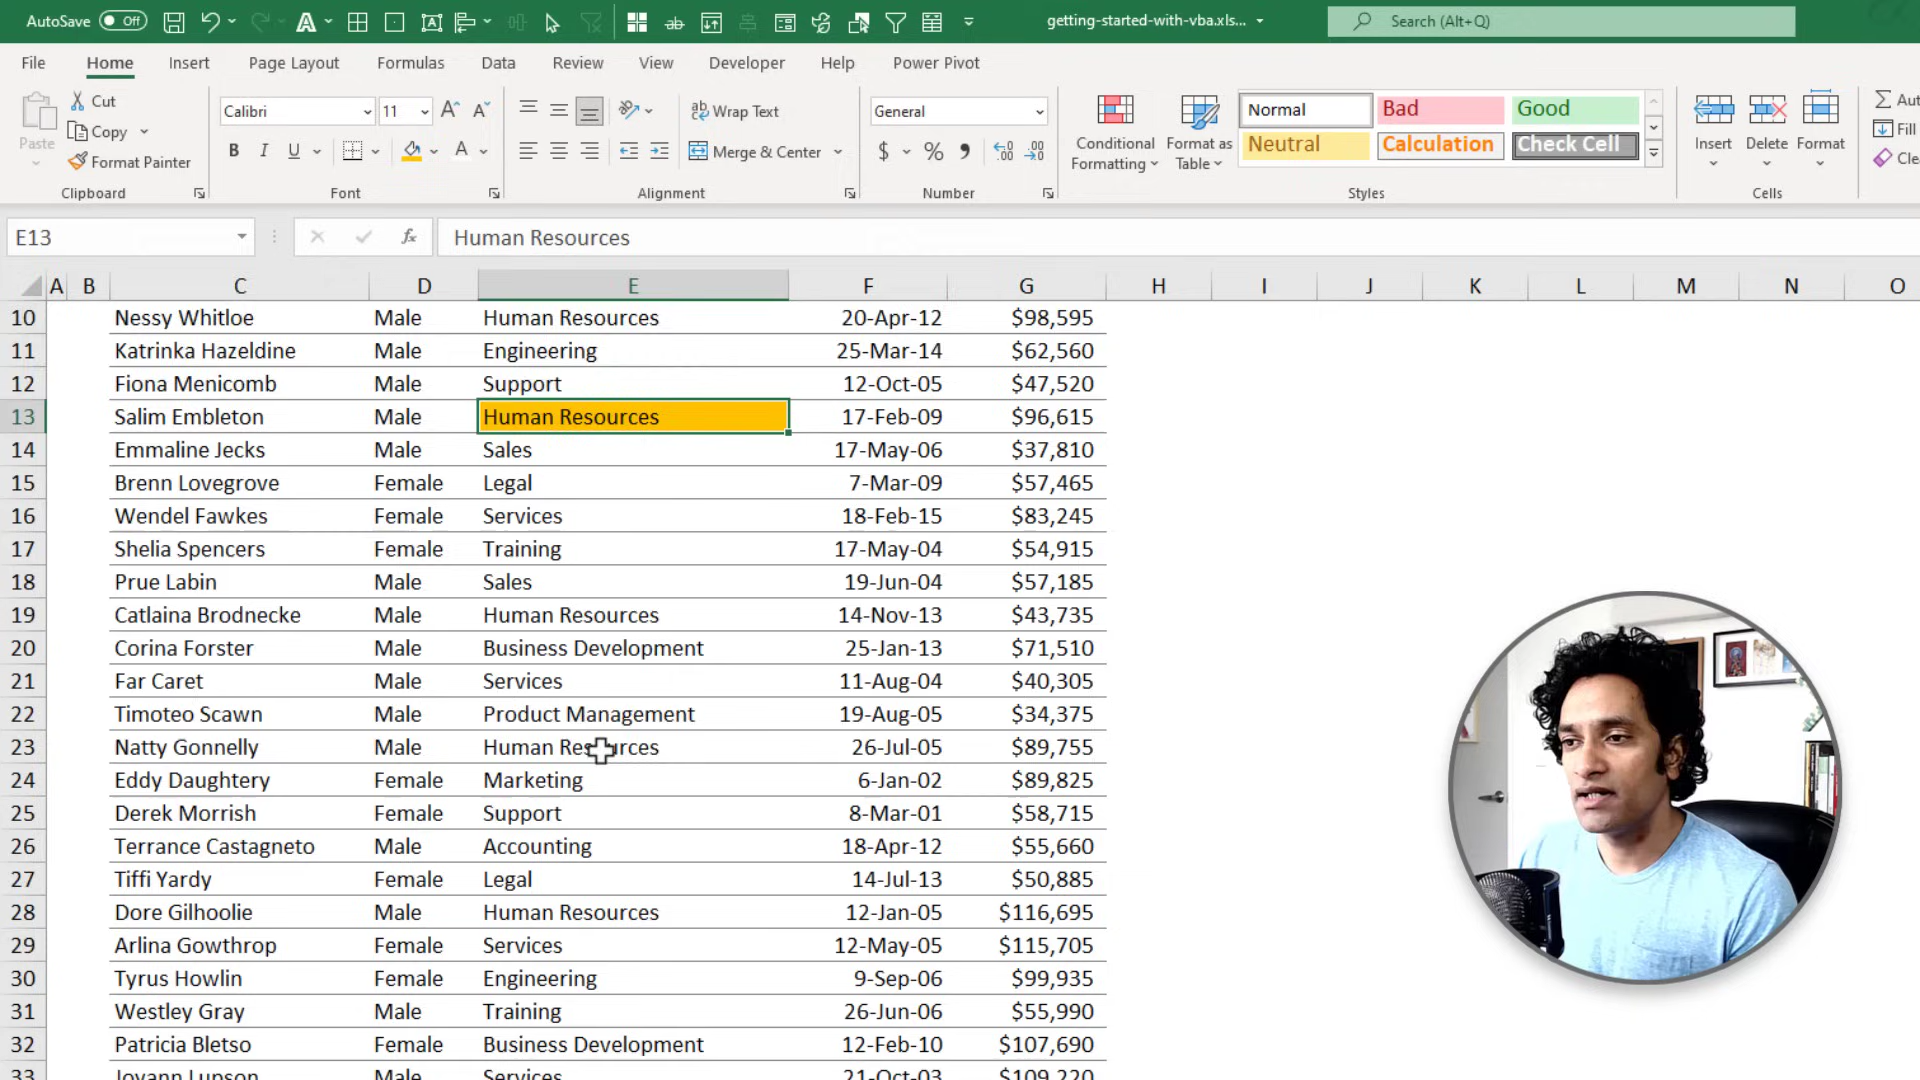 AutoSave Off getting-started-with-vba.xls... Search (Alt+Q)
File Home Insert Page Layout Formulas Data Review View Developer Help Power Pivot
Paste
Cut
Copy
Format Painter
Clipboard
Calibri 11
B I U
Font
Wrap Text
Merge & Center
Alignment
General
$ %
Number
Conditional Formatting
Format as Table
Normal Bad Good
Neutral Calculation Check Cell
Styles
Insert Delete Format
Cells
Fill
E13 fx Human Resources
A B C D E F G H I J K L M N O
10 Nessy Whitloe Male Human Resources 20-Apr-12 $98,595
11 Katrinka Hazeldine Male Engineering 25-Mar-14 $62,560
12 Fiona Menicomb Male Support 12-Oct-05 $47,520
13 Salim Embleton Male Human Resources 17-Feb-09 $96,615
14 Emmaline Jecks Male Sales 17-May-06 $37,810
15 Brenn Lovegrove Female Legal 7-Mar-09 $57,465
16 Wendel Fawkes Female Services 18-Feb-15 $83,245
17 Shelia Spencers Female Training 17-May-04 $54,915
18 Prue Labin Male Sales 19-Jun-04 $57,185
19 Catlaina Brodnecke Male Human Resources 14-Nov-13 $43,735
20 Corina Forster Male Business Development 25-Jan-13 $71,510
21 Far Caret Male Services 11-Aug-04 $40,305
22 Timoteo Scawn Male Product Management 19-Aug-05 $34,375
23 Natty Gonnelly Male Human Resources 26-Jul-05 $89,755
24 Eddy Daughtery Female Marketing 6-Jan-02 $89,825
25 Derek Morrish Female Support 8-Mar-01 $58,715
26 Terrance Castagneto Male Accounting 18-Apr-12 $55,660
27 Tiffi Yardy Female Legal 14-Jul-13 $50,885
28 Dore Gilhoolie Male Human Resources 12-Jan-05 $116,695
29 Arlina Gowthrop Female Services 12-May-05 $115,705
30 Tyrus Howlin Female Engineering 9-Sep-06 $99,935
31 Westley Gray Male Training 26-Jun-06 $55,990
32 Patricia Bletso Female Business Development 12-Feb-10 $107,690
33 Joyann Lupson Male Services 21-Oct-03 $109,220